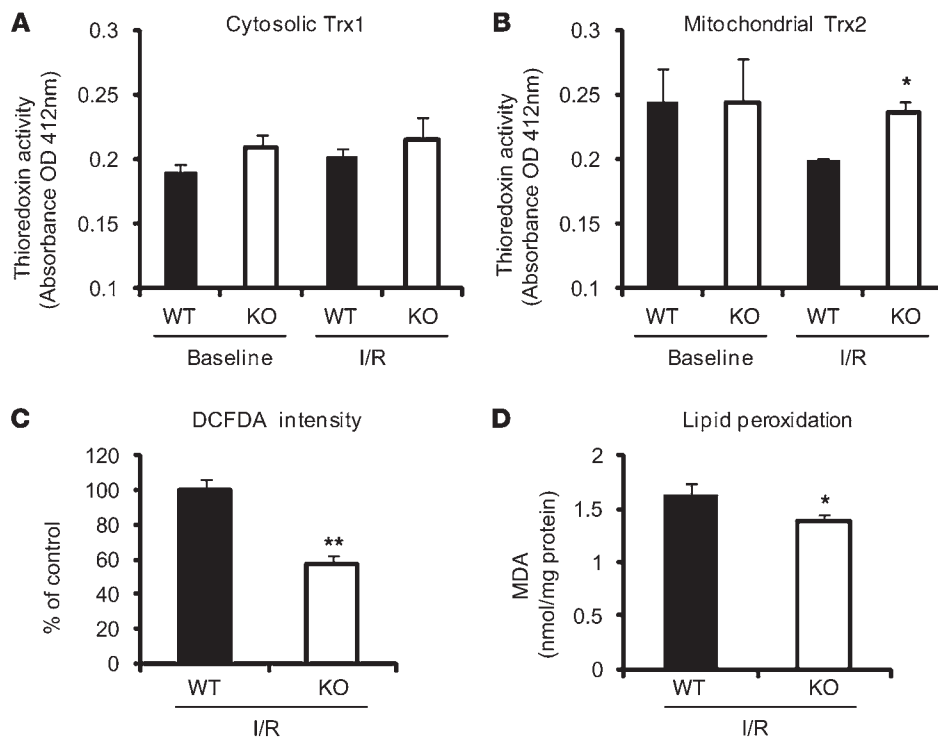 A
Cytosolic Trx1
Thioredoxin activity
(Absorbance OD 412nm)
0.3
0.25
0.2
0.15
0.1
WT KO WT KO
Baseline I/R
B
Mitochondrial Trx2
Thioredoxin activity
(Absorbance OD 412nm)
0.3
0.25
0.2
0.15
0.1
*
WT KO WT KO
Baseline I/R
C
DCFDA intensity
% of control
120
100
80
60
40
20
0
**
WT KO
I/R
D
Lipid peroxidation
MDA
(nmol/mg protein)
2
1.5
1
0.5
0
*
WT KO
I/R